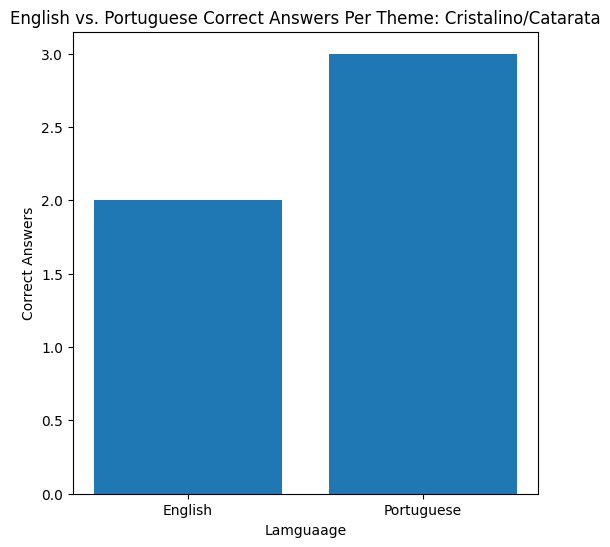 English vs. Portuguese Correct Answers Per Theme: Cristalino/Catarata
3.0
2.5
2.0
1.5
1.0
0.5
0.0
Correct Answers
English
Portuguese
Lamguaage